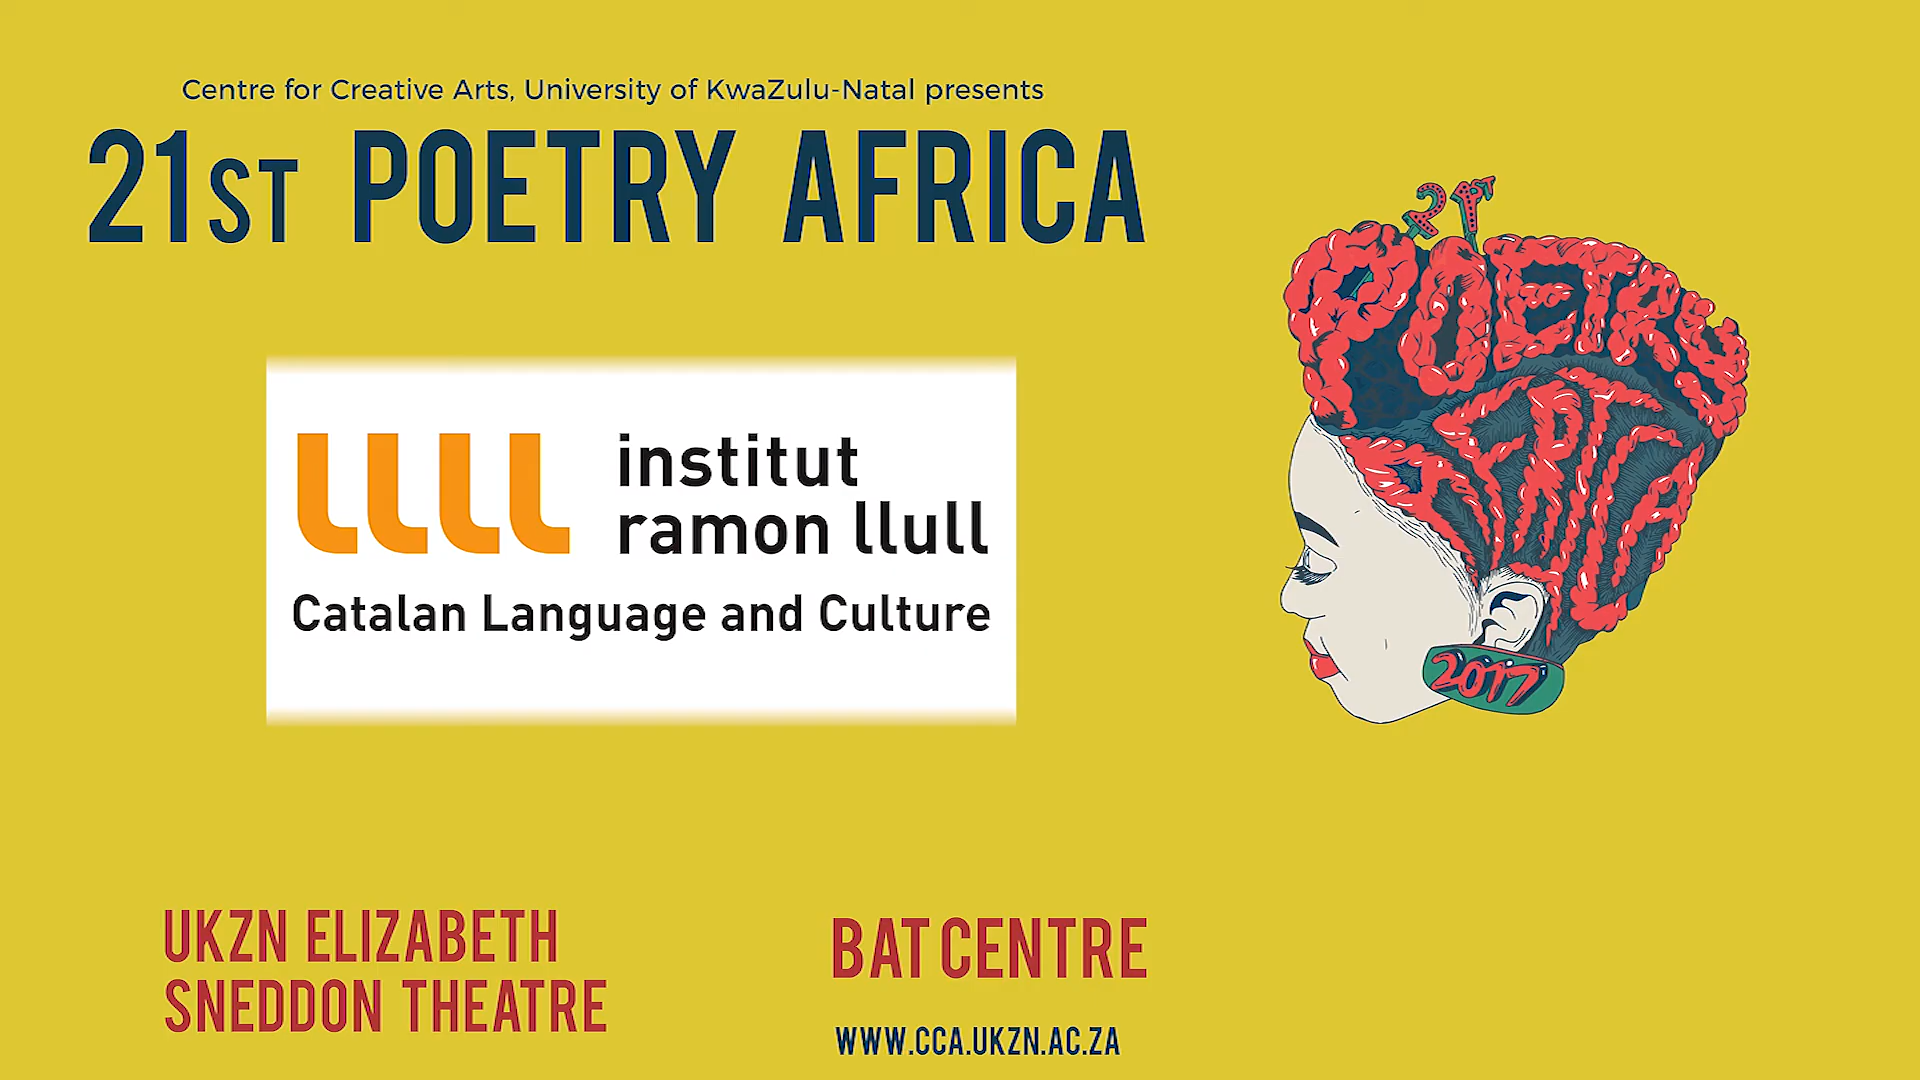 Centre for Creative Arts, University of KwaZulu-Natal presents
21ST POETRY AFRICA
21ST
POETRY
AFRICA
2017
institut
ramon llull
Catalan Language and Culture
UKZN ELIZABETH
SNEDDON THEATRE
BAT CENTRE
WWW.CCA.UKZN.AC.ZA